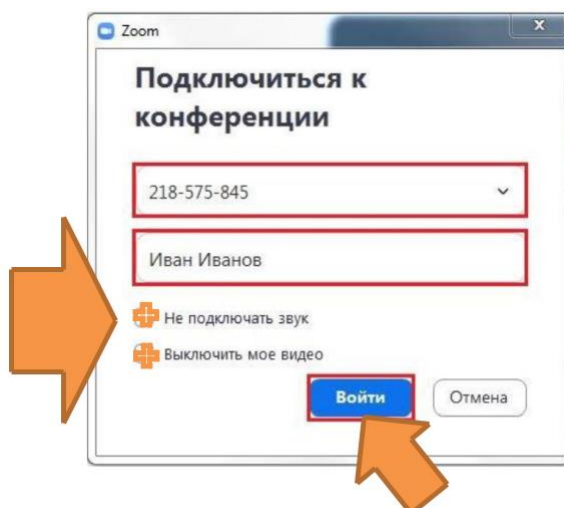 Zoom
x
Подключиться к
конференции
218-575-845
Иван Иванов
Не подключать звук
Выключить мое видео
Войти
Отмена